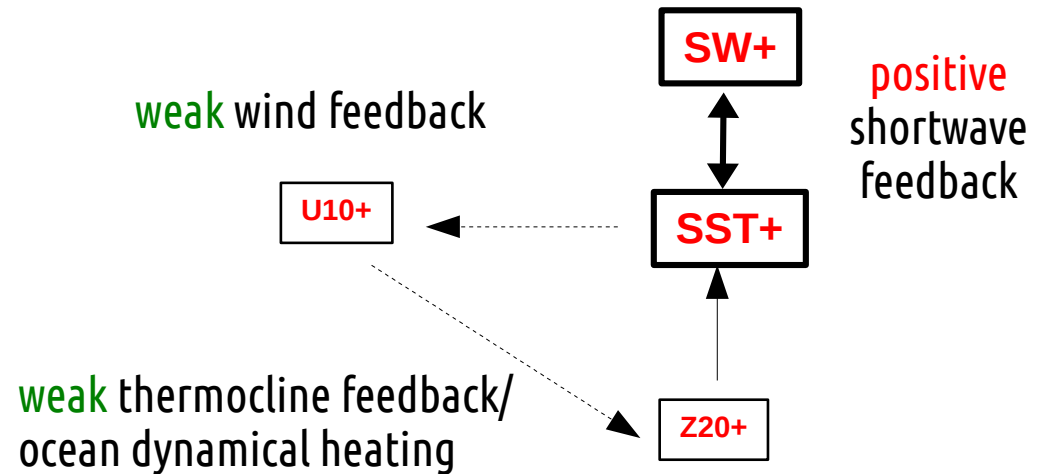 SW+
positive
shortwave
feedback
weak wind feedback
U10+
SST+
weak thermocline feedback/
ocean dynamical heating
Z20+